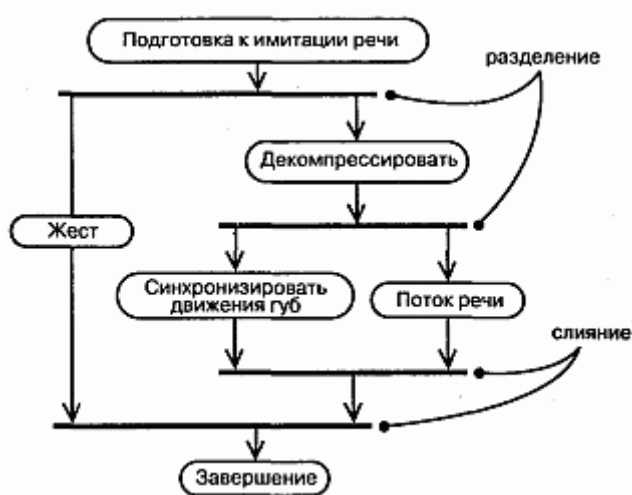 Подготовка к имитации речи
разделение
Декомпрессировать
Жест
Синхронизировать
движения губ
Поток речи
слияние
Завершение